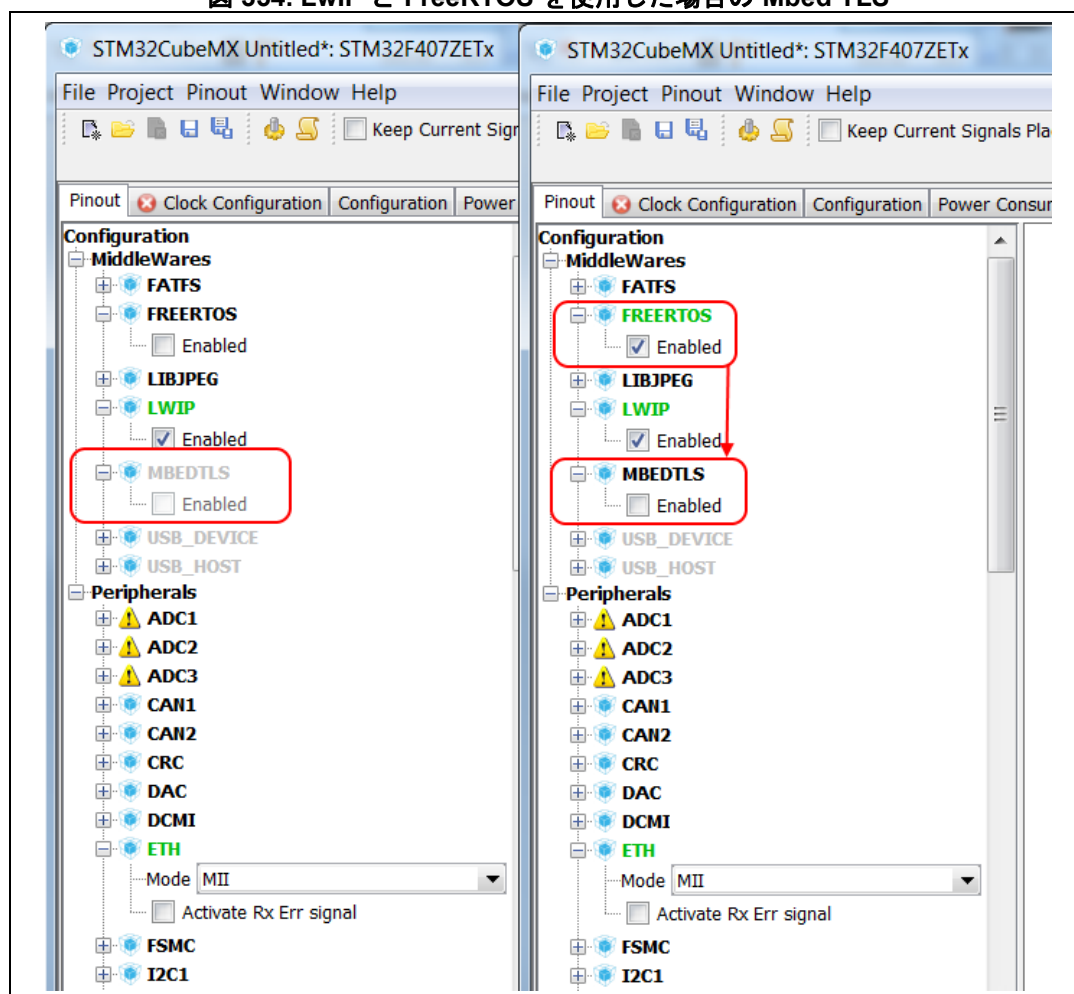 STM32CubeMX Untitled*: STM32F407ZETx
File Project Pinout Window Help
Keep Current Sigr
Pinout Clock Configuration Configuration Power
Configuration
MiddleWares
FATFS
FREERTOS
Enabled
LIBJPEG
LWIP
Enabled
MBEDTLS
Enabled
USB_DEVICE
USB_HOST
Peripherals
ADC1
ADC2
ADC3
CAN1
CAN2
CRC
DAC
DCMI
ETH
Mode MII
Activate Rx Err signal
FSMC
I2C1
STM32CubeMX Untitled*: STM32F407ZETx
File Project Pinout Window Help
Keep Current Signals Pla
Pinout Clock Configuration Configuration Power Consur
Configuration
MiddleWares
FATFS
FREERTOS
Enabled
LIBJPEG
LWIP
Enabled
MBEDTLS
Enabled
USB_DEVICE
USB_HOST
Peripherals
ADC1
ADC2
ADC3
CAN1
CAN2
CRC
DAC
DCMI
ETH
Mode MII
Activate Rx Err signal
FSMC
I2C1